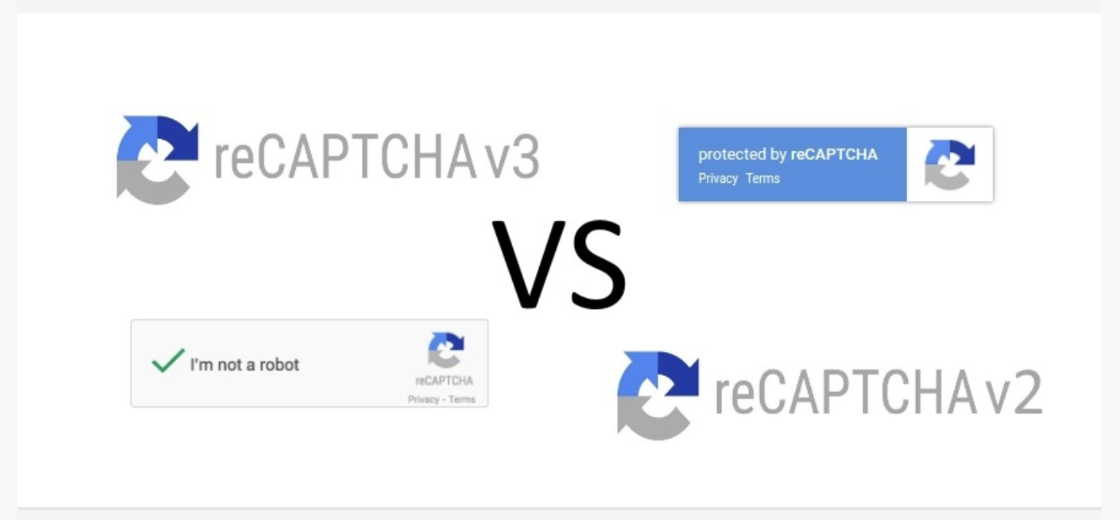 reCAPTCHA v3
protected by reCAPTCHA
Privacy Terms
VS
I'm not a robot
reCAPTCHA
Privacy - Terms
reCAPTCHA v2